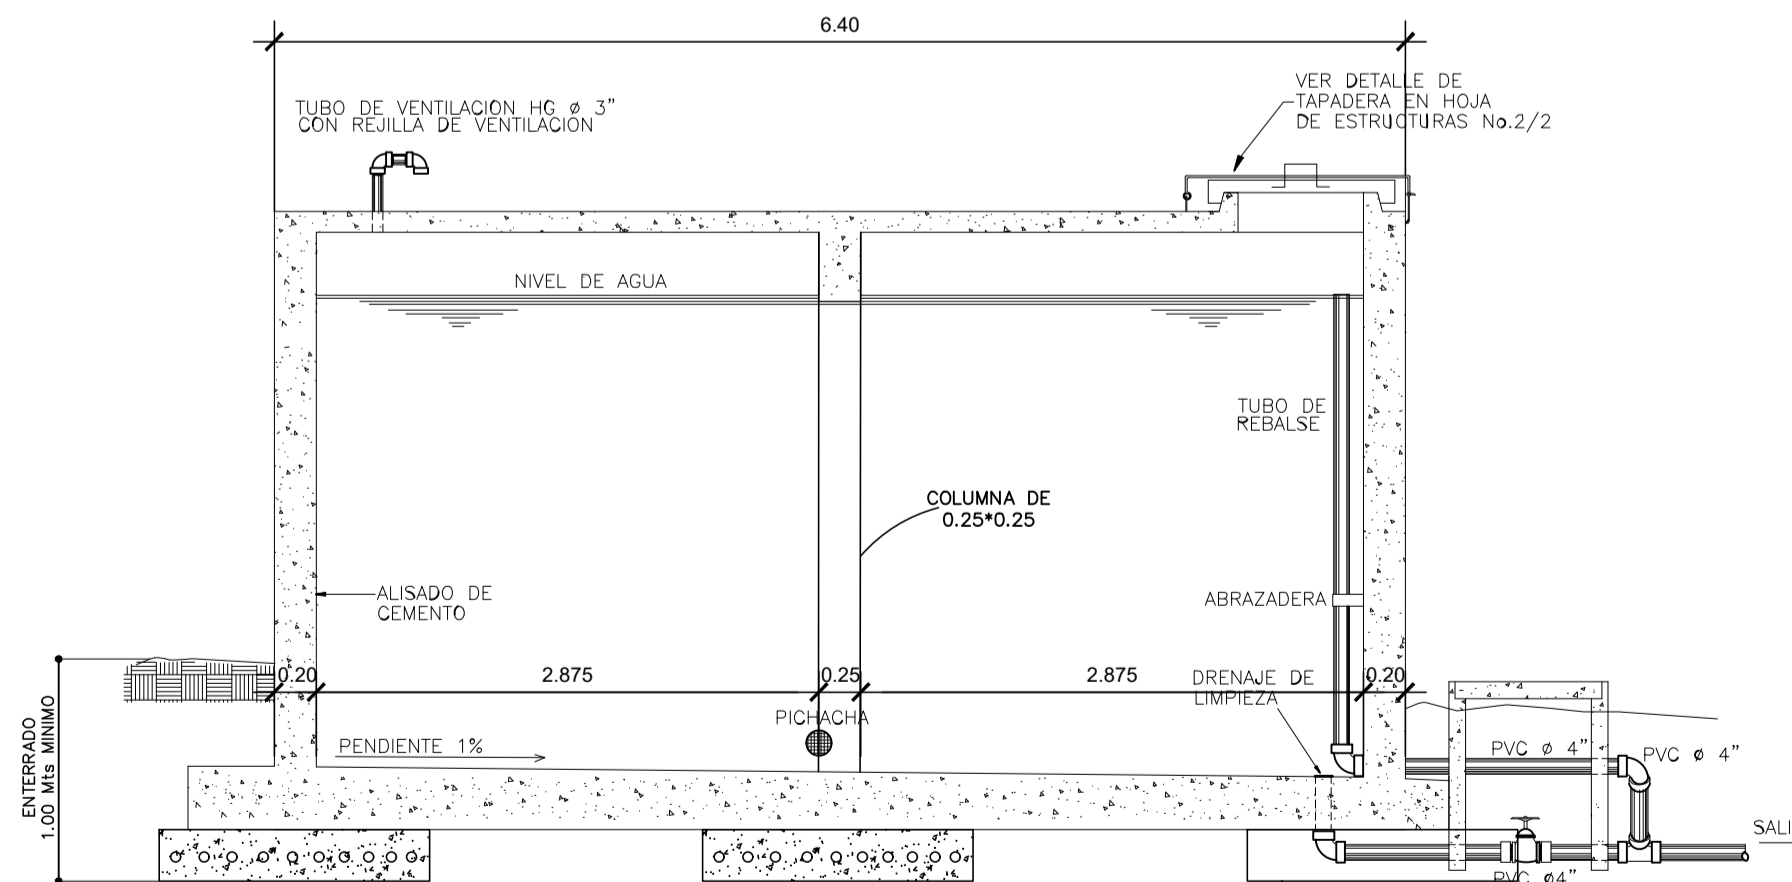 6.40
TUBO DE VENTILACION HG ø 3"
CON REJILLA DE VENTILACION
VER DETALLE DE
TAPADERA EN HOJA
DE ESTRUCTURAS No.2/2
NIVEL DE AGUA
TUBO DE
REBALSE
COLUMNA DE
0.25*0.25
ALISADO DE
CEMENTO
ABRAZADERA
0.20
2.875
0.25
2.875
0.20
DRENAJE DE
LIMPIEZA
PICHACHA
PENDIENTE 1%
ENTERRADO
1.00 Mts MINIMO
PVC ø 4"
PVC ø 4"
SALI
PVC ø4"